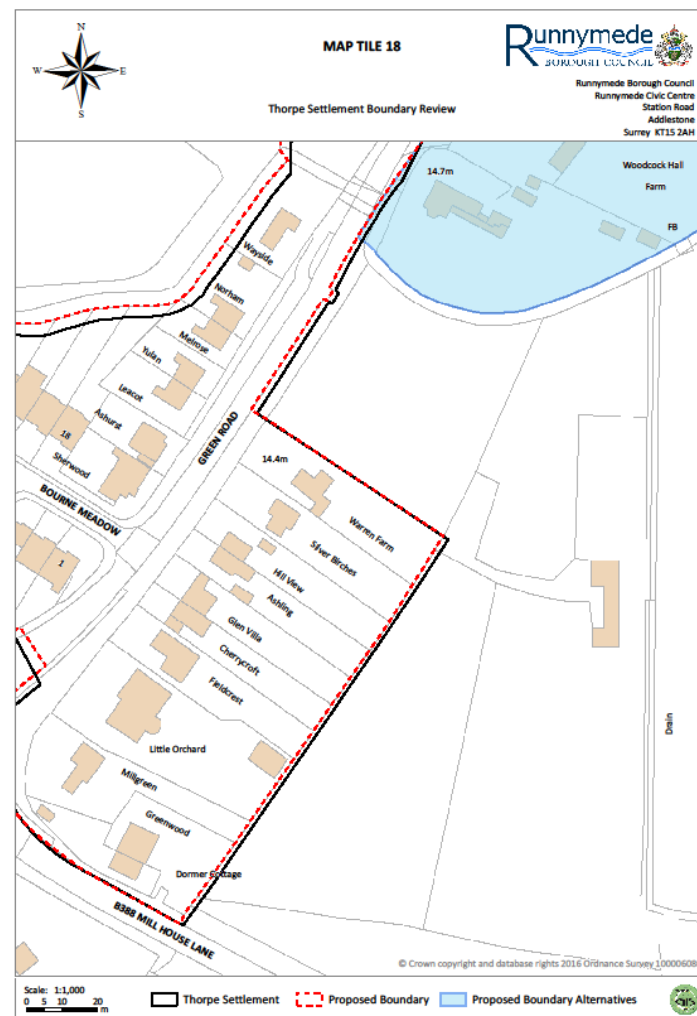 N
W
E
S
MAP TILE 18
Thorpe Settlement Boundary Review
Runnymede
BOROUGH COUNCIL
Runnymede Borough Council
Runnymede Civic Centre
Station Road
Addlestone
Surrey KT15 2AH
14.7m
Woodcock Hall
Farm
FB
Wayside
Norham
Melrose
Yulan
Leacot
Ashurst
18
Sherwood
GREEN ROAD
BOURNE MEADOW
1
14.4m
Warren Farm
Silver Birches
Hill View
Ashling
Glen Villa
Cherrycroft
Fieldcrest
Little Orchard
Millgreen
Greenwood
Dormer Cottage
B388 MILL HOUSE LANE
Drain
© Crown copyright and database rights 2016 Ordnance Survey 10000608
Scale: 1:1,000
0 5 10 20
m
Thorpe Settlement
Proposed Boundary
Proposed Boundary Alternatives